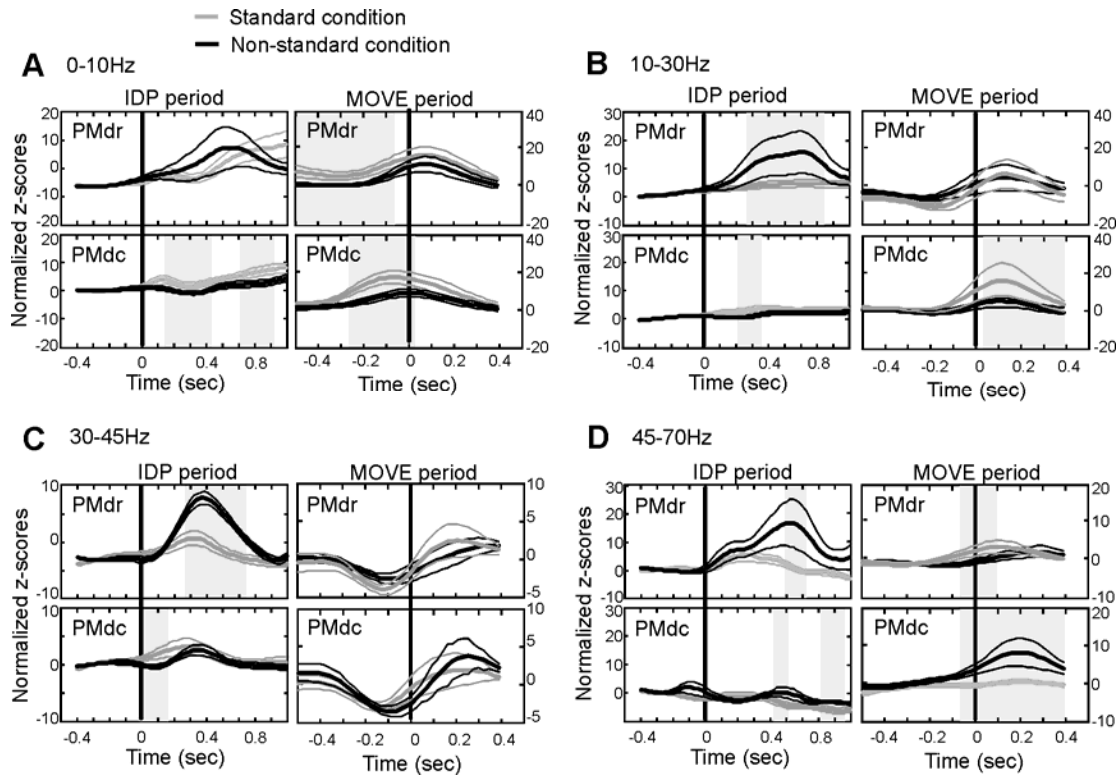 Standard condition
Non-standard condition
A 0-10Hz
IDP period MOVE period
Normalized z-scores
PMdr
20
10
0
-10
-20
PMdr
40
20
0
-20
PMdc
20
10
0
-10
20
PMdc
40
20
0
-20
-0.4 0 0.4 0.8
Time (sec)
-0.4 -0.2 0 0.2 0.4
Time (sec)
B 10-30Hz
IDP period MOVE period
Normalized z-scores
PMdr
30
20
10
0
-10
PMdr
40
20
0
-20
PMdc
30
20
10
0
-10
PMdc
40
20
0
-20
-0.4 0 0.4 0.8
Time (sec)
-0.4 -0.2 0 0.2 0.4
Time (sec)
C 30-45Hz
IDP period MOVE period
Normalized z-scores
PMdr
10
0
-10
PMdr
10
5
0
-5
PMdc
10
0
-10
PMdc
10
5
0
-5
-0.4 0 0.4 0.8
Time (sec)
-0.4 -0.2 0 0.2 0.4
Time (sec)
D 45-70Hz
IDP period MOVE period
Normalized z-scores
PMdr
30
20
10
0
-10
PMdr
20
10
0
-10
PMdc
30
20
10
0
-10
PMdc
20
10
0
-10
-0.4 0 0.4 0.8
Time (sec)
-0.4 -0.2 0 0.2 0.4
Time (sec)